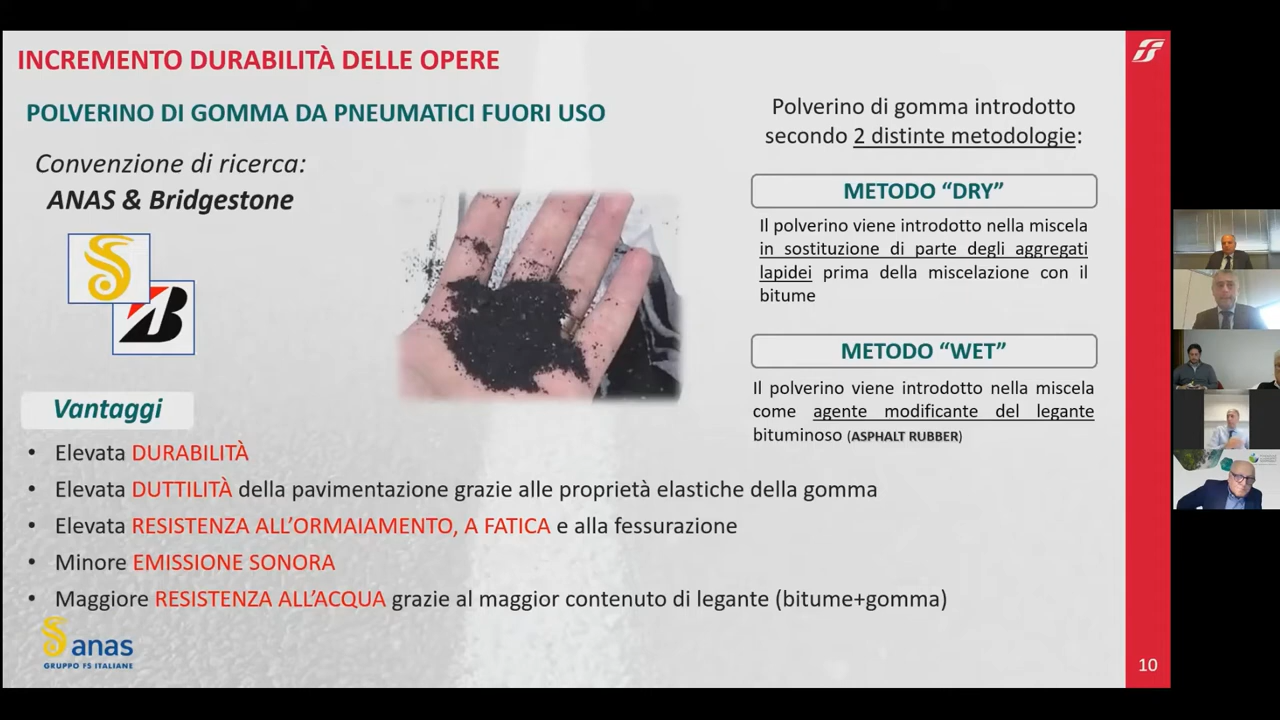 INCREMENTO DURABILITÀ DELLE OPERE
POLVERINO DI GOMMA DA PNEUMATICI FUORI USO
Convenzione di ricerca:
ANAS & Bridgestone
Polverino di gomma introdotto
secondo 2 distinte metodologie:
METODO “DRY”
Il polverino viene introdotto nella miscela
in sostituzione di parte degli aggregati
lapidei prima della miscelazione con il
bitume
METODO “WET”
Il polverino viene introdotto nella miscela
come agente modificante del legante
bituminoso (ASPHALT RUBBER)
Vantaggi
• Elevata DURABILITÀ
• Elevata DUTTILITÀ della pavimentazione grazie alle proprietà elastiche della gomma
• Elevata RESISTENZA ALL’ORMAIAMENTO, A FATICA e alla fessurazione
• Minore EMISSIONE SONORA
• Maggiore RESISTENZA ALL’ACQUA grazie al maggior contenuto di legante (bitume+gomma)
anas
GRUPPO FS ITALIANE
10